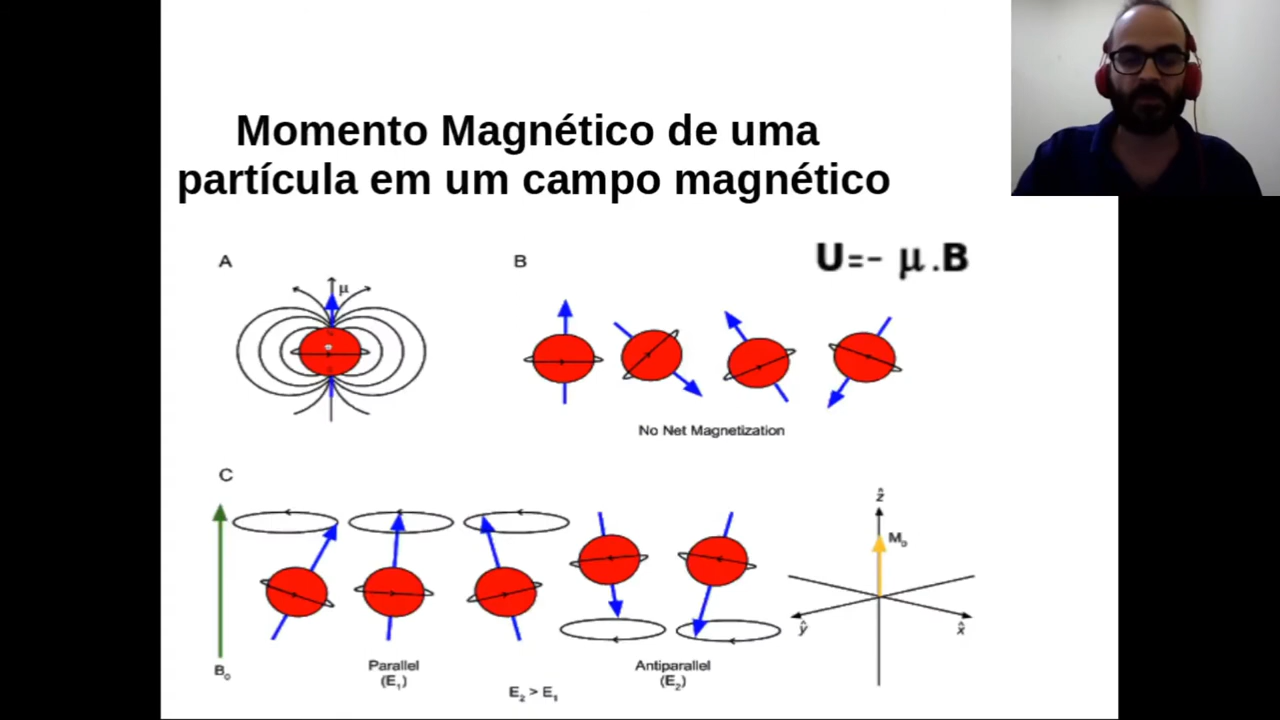 Momento Magnético de uma
partícula em um campo magnético
A
B
U=- μ.B
μ
No Net Magnetization
C
ẑ
M₀
ŷ
x̂
B₀
Parallel
(E₁)
Antiparallel
(E₂)
E₂ > E₁